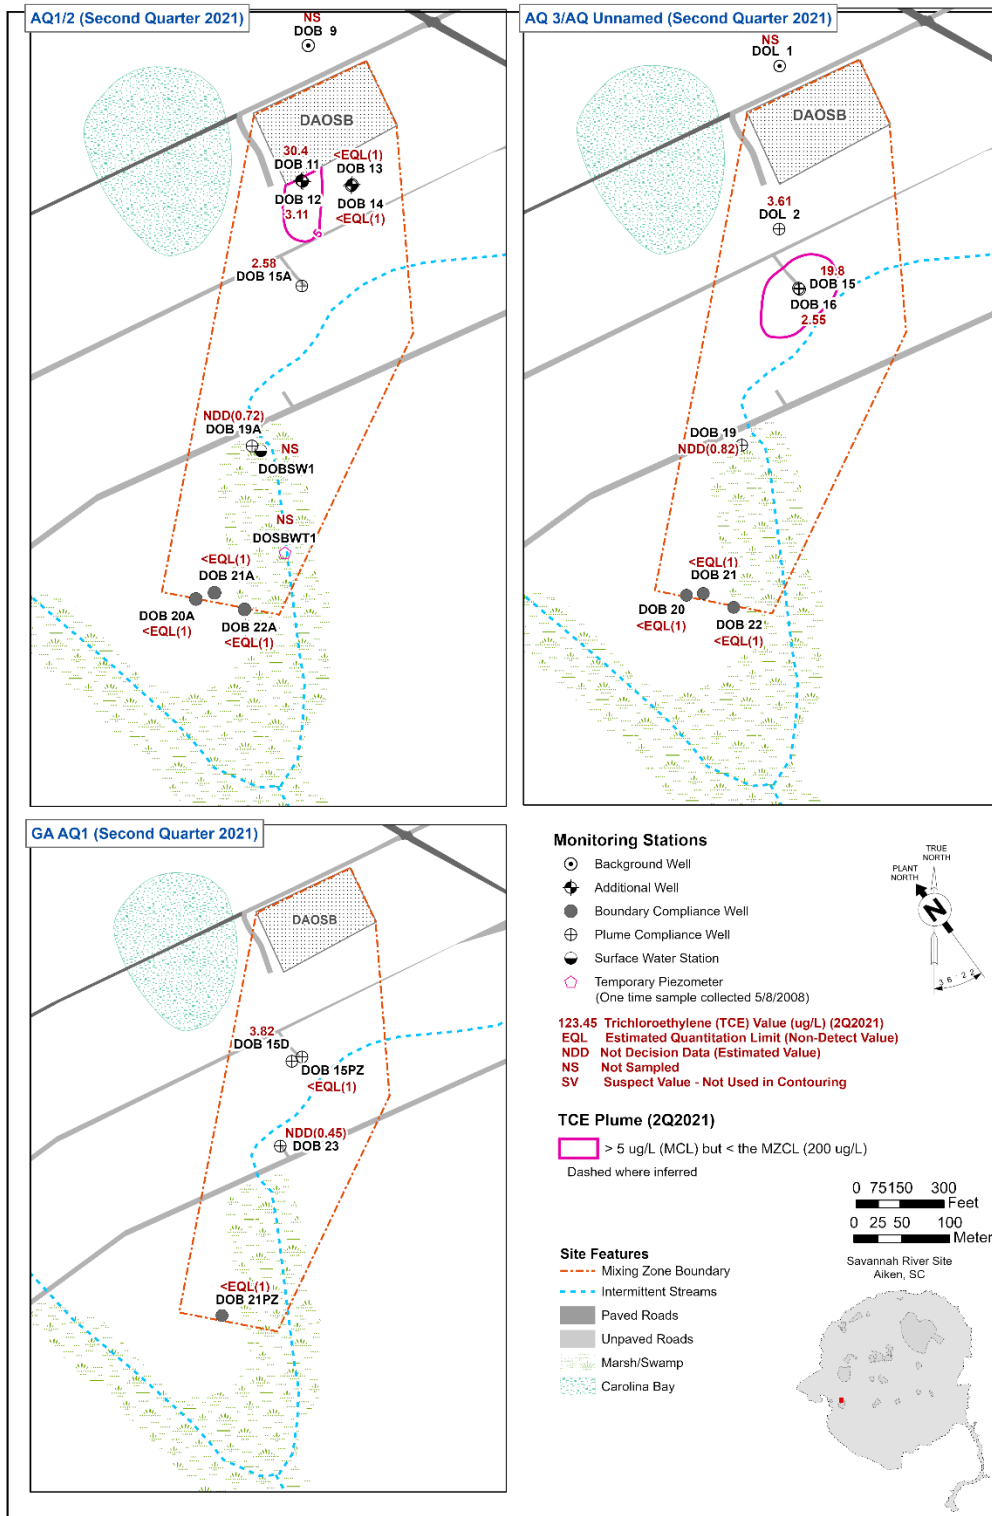 AQ1/2 (Second Quarter 2021)
NS
DOB 9
DAOSB
30.4
DOB 11
<EQL(1)
DOB 13
DOB 12
3.11
DOB 14
<EQL(1)
5
2.58
DOB 15A
NDD(0.72)
DOB 19A
NS
DOBSW1
NS
DOSBWT1
<EQL(1)
DOB 21A
DOB 20A
<EQL(1)
DOB 22A
<EQL(1)
AQ 3/AQ Unnamed (Second Quarter 2021)
NS
DOL 1
DAOSB
3.61
DOL 2
19.8
DOB 15
DOB 16
2.55
DOB 19
NDD(0.82)
<EQL(1)
DOB 21
DOB 20
<EQL(1)
DOB 22
<EQL(1)
GA AQ1 (Second Quarter 2021)
DAOSB
3.82
DOB 15D
DOB 15PZ
<EQL(1)
NDD(0.45)
DOB 23
<EQL(1)
DOB 21PZ
Monitoring Stations
Background Well
Additional Well
Boundary Compliance Well
Plume Compliance Well
Surface Water Station
Temporary Piezometer
(One time sample collected 5/8/2008)
TRUE
NORTH
PLANT
NORTH
N
36-22
123.45 Trichloroethylene (TCE) Value (ug/L) (2Q2021)
EQL Estimated Quantitation Limit (Non-Detect Value)
NDD Not Decision Data (Estimated Value)
NS Not Sampled
SV Suspect Value - Not Used in Contouring
TCE Plume (2Q2021)
> 5 ug/L (MCL) but < the MZCL (200 ug/L)
Dashed where inferred
0 75 150 300
Feet
0 25 50 100
Meter
Savannah River Site
Aiken, SC
Site Features
Mixing Zone Boundary
Intermittent Streams
Paved Roads
Unpaved Roads
Marsh/Swamp
Carolina Bay